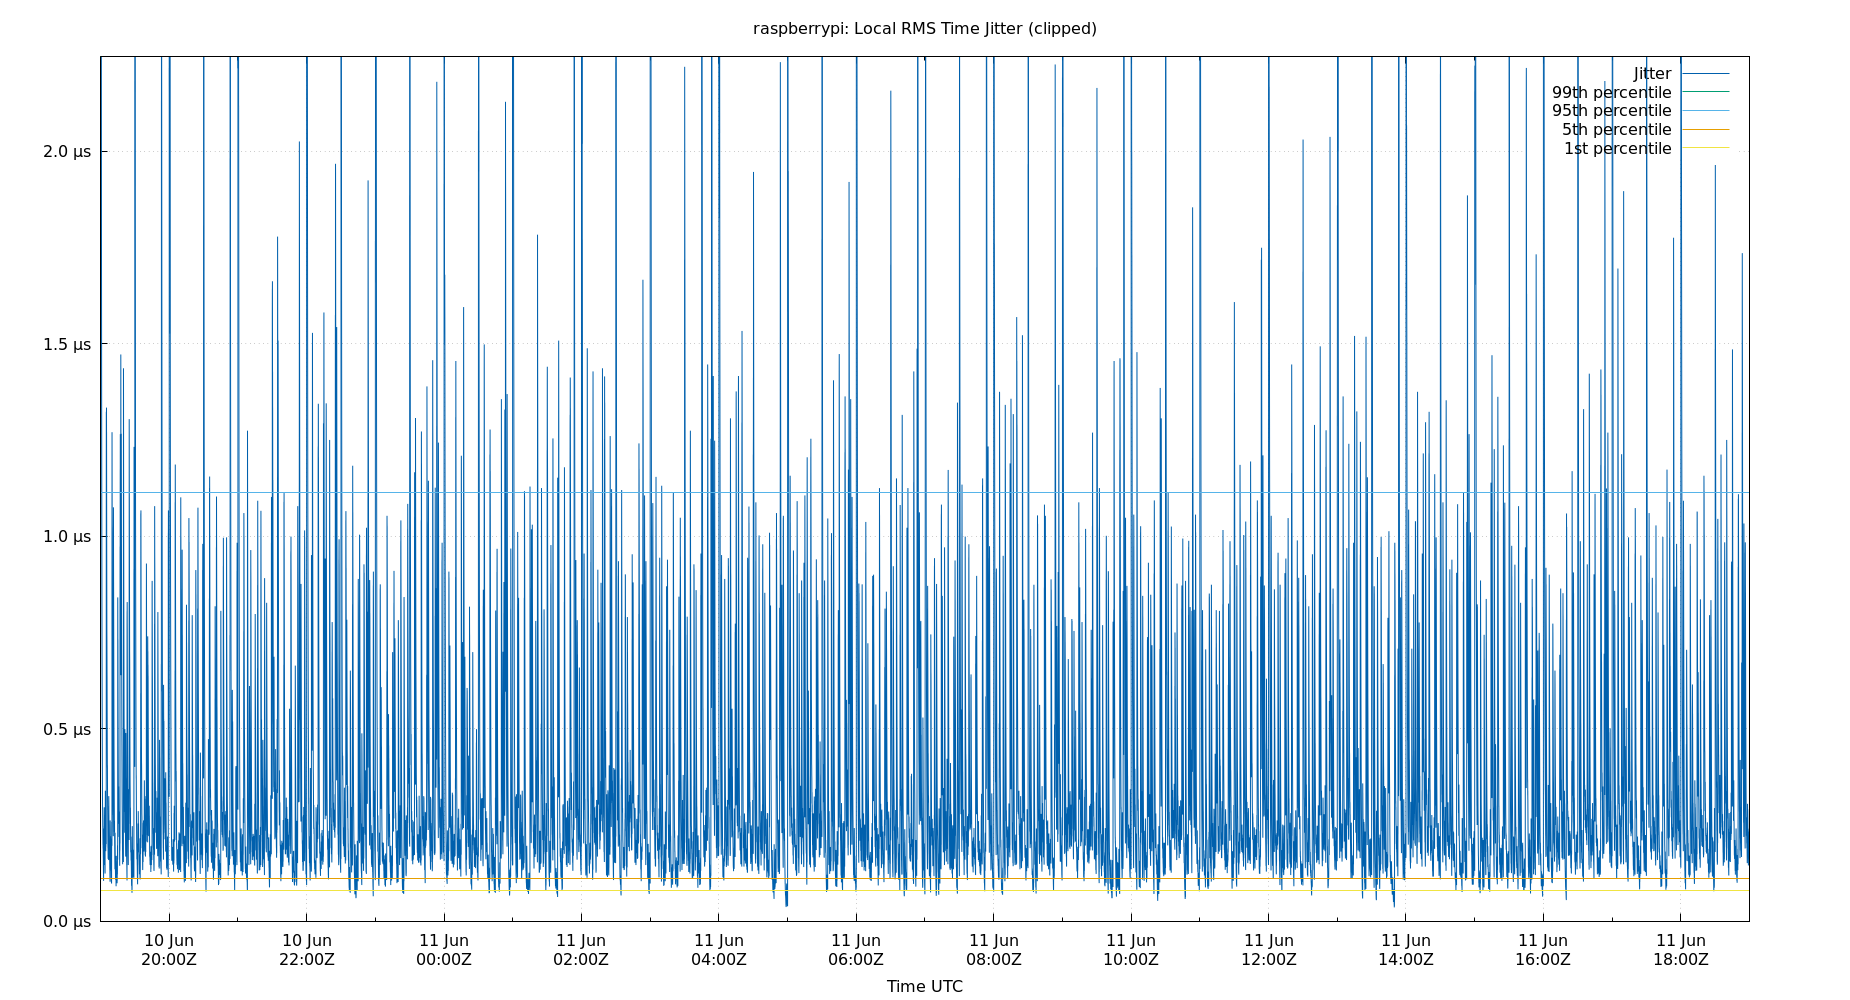 raspberrypi: Local RMS Time Jitter (clipped)
Jitter
99th percentile
95th percentile
5th percentile
1st percentile
2.0 µs
1.5 µs
1.0 µs
0.5 µs
0.0 µs
10 Jun 10 Jun 11 Jun 11 Jun 11 Jun 11 Jun 11 Jun 11 Jun 11 Jun 11 Jun 11 Jun 11 Jun
20:00Z 22:00Z 00:00Z 02:00Z 04:00Z 06:00Z 08:00Z 10:00Z 12:00Z 14:00Z 16:00Z 18:00Z
Time UTC